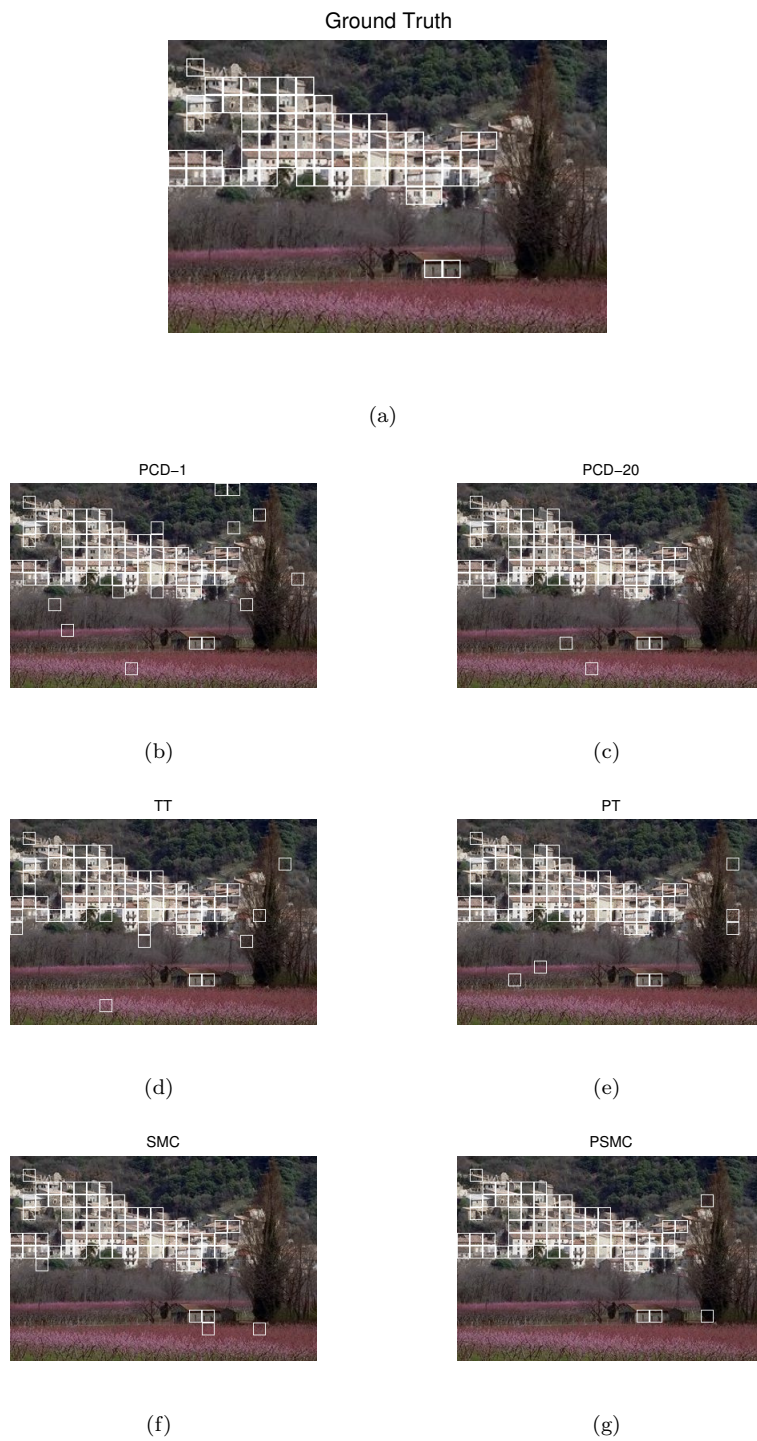 Ground Truth
(a)
PCD−1
PCD−20
(b)
(c)
TT
PT
(d)
(e)
SMC
PSMC
(f)
(g)